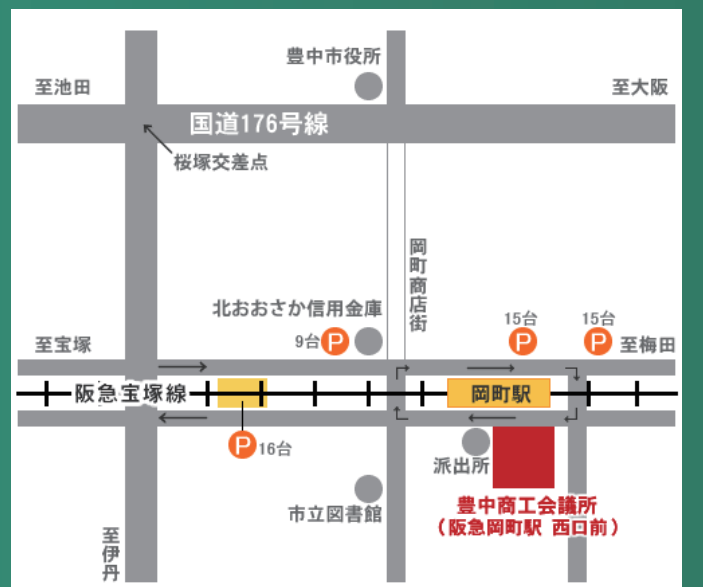 豊中市役所
至池田
至大阪
国道176号線
桜塚交差点
岡町商店街
北おおさか信用金庫
9台
P
15台
P
15台
P
至宝塚
至梅田
阪急宝塚線
岡町駅
P
16台
派出所
市立図書館
豊中商工会議所
(阪急岡町駅 西口前)
至伊丹